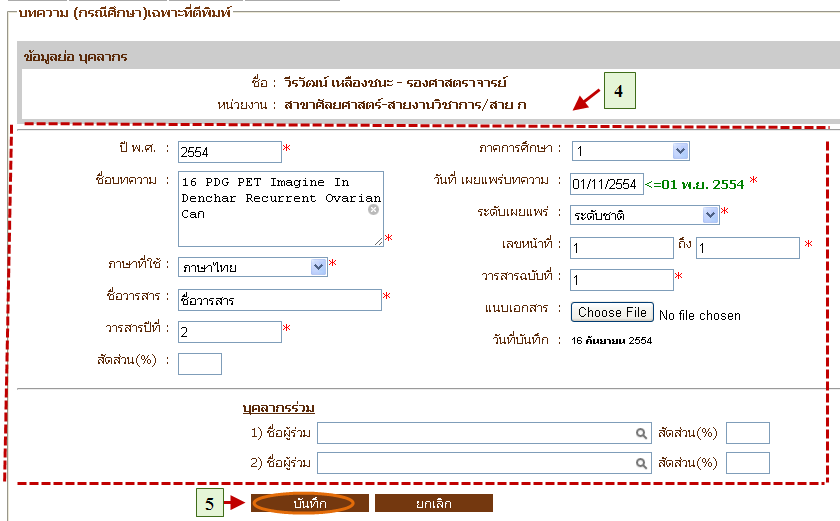 บทความ (กรณีศึกษา)เฉพาะที่ตีพิมพ์
ข้อมูลย่อ บุคลากร
ชื่อ : วีรวัฒน์ เหลืองชนะ - รองศาสตราจารย์
หน่วยงาน : สาขาศัลยศาสตร์-สายงานวิชาการ/สาย ก
4
ปี พ.ศ. : 2554 * ภาคการศึกษา : 1
ชื่อบทความ : 16 PDG PET Imagine In วันที่ เผยแพร่บทความ : 01/11/2554 <=01 พ.ย. 2554 *
Denchar Recurrent Ovarian
Can * ระดับเผยแพร่ : ระดับชาติ *
เลขหน้าที่ : 1 ถึง 1 *
ภาษาที่ใช้ : ภาษาไทย * วารสารฉบับที่ : 1 *
ชื่อวารสาร : ชื่อวารสาร * แนบเอกสาร : Choose File No file chosen
วารสารปีที่ : 2 * วันที่บันทึก : 16 กันยายน 2554
สัดส่วน(%) :
บุคลากรร่วม
1) ชื่อผู้ร่วม สัดส่วน(%)
2) ชื่อผู้ร่วม สัดส่วน(%)
5 บันทึก ยกเลิก